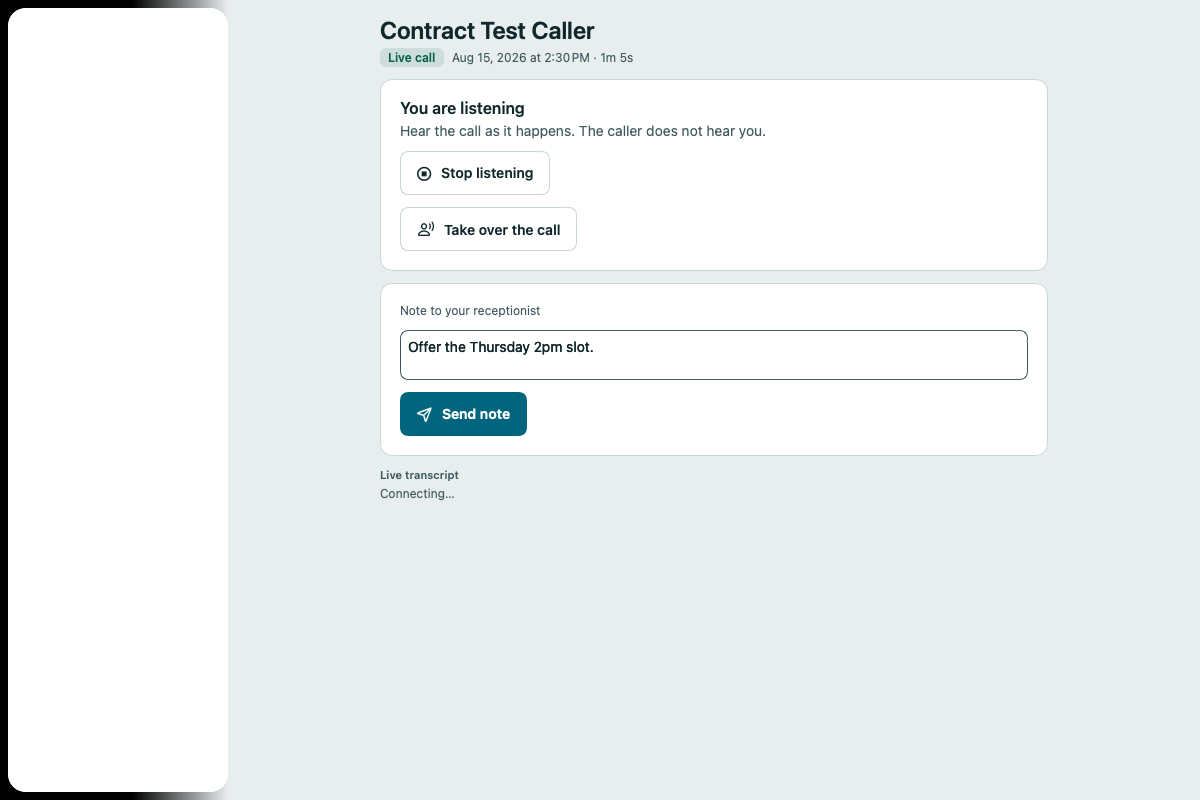 Contract Test Caller
Live call Aug 15, 2026 at 2:30 PM · 1m 5s
You are listening
Hear the call as it happens. The caller does not hear you.
Stop listening
Take over the call
Note to your receptionist
Offer the Thursday 2pm slot.
Send note
Live transcript
Connecting…